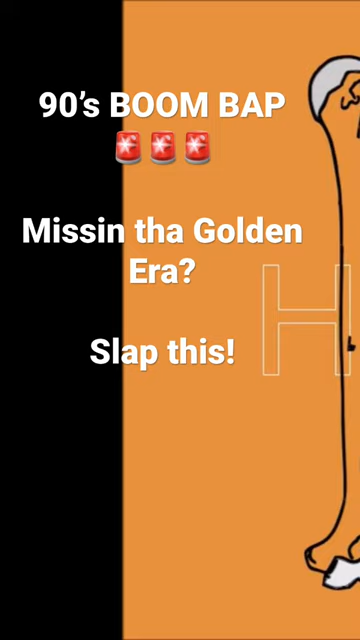 90’s BOOM BAP
🚨🚨🚨
Missin tha Golden
Era?
Slap this!
H